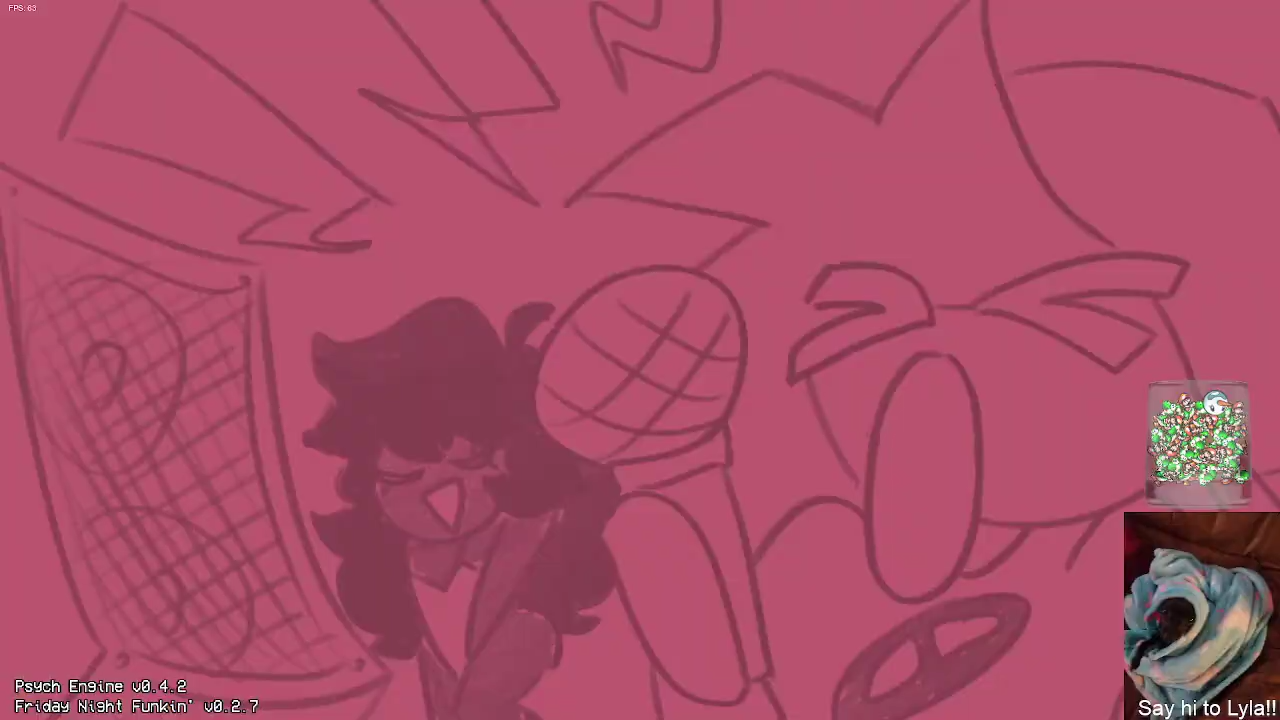 FPS: 63
Psych Engine v0.4.2
Friday Night Funkin' v0.2.7
Say hi to Lyla!!